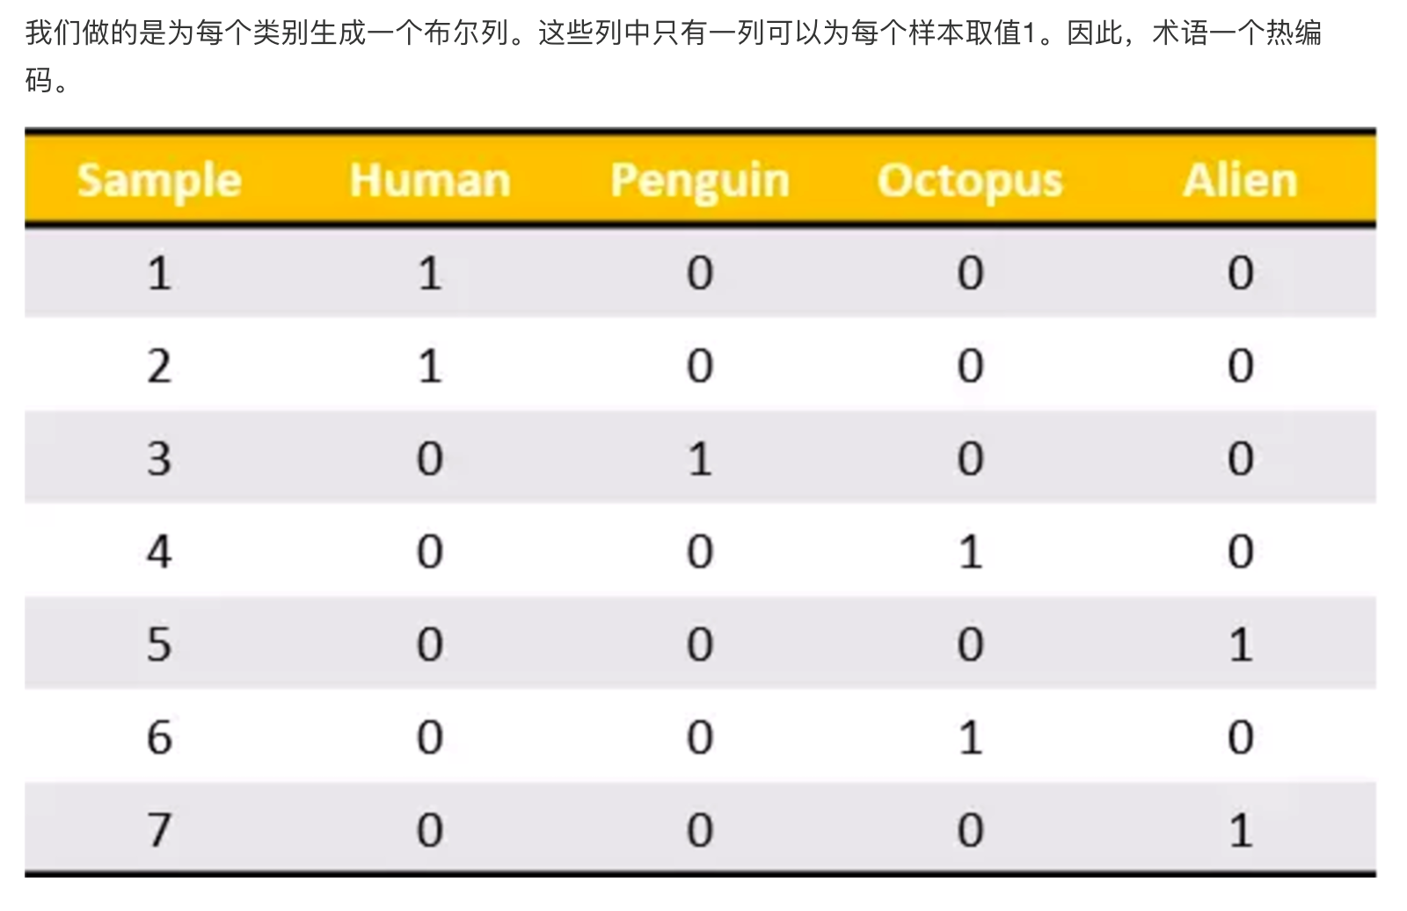 我们做的是为每个类别生成一个布尔列。这些列中只有一列可以为每个样本取值1。因此，术语一个热编
码。
Sample Human Penguin Octopus Alien
1 1 0 0 0
2 1 0 0 0
3 0 1 0 0
4 0 0 1 0
5 0 0 0 1
6 0 0 1 0
7 0 0 0 1